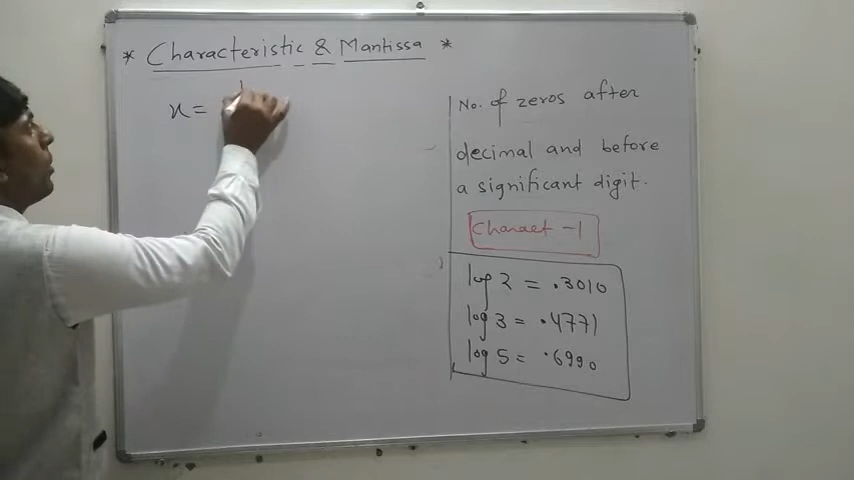 * Characteristic & Mantissa *
x =
No. of zeros after
decimal and before
a significant digit.
Charact - 1
log 2 = .3010
log 3 = .4771
log 5 = .6990